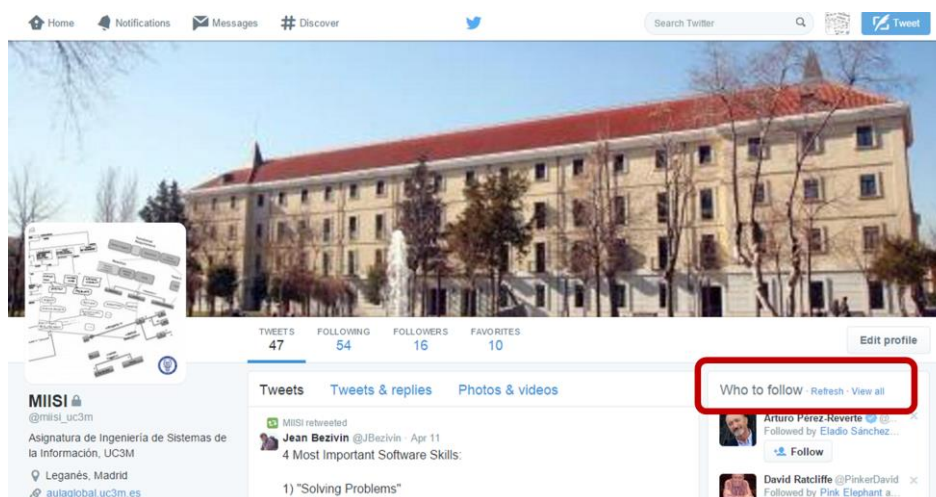 Home Notifications Messages # Discover Search Twitter Tweet
TWEETS FOLLOWING FOLLOWERS FAVORITES
47 54 16 10
Edit profile
MIISI
@miisi_uc3m
Asignatura de Ingeniería de Sistemas de
la Información, UC3M
Leganés, Madrid
aulaglobal.uc3m.es
Tweets Tweets & replies Photos & videos
MIISI retweeted
Jean Bezivin @JBezivin · Apr 11
4 Most Important Software Skills:
1) "Solving Problems"
Who to follow · Refresh · View all
Arturo Pérez-Reverte @...
Followed by Eladio Sánchez...
Follow
David Ratcliffe @PinkerDavid
Followed by Pink Elephant a...